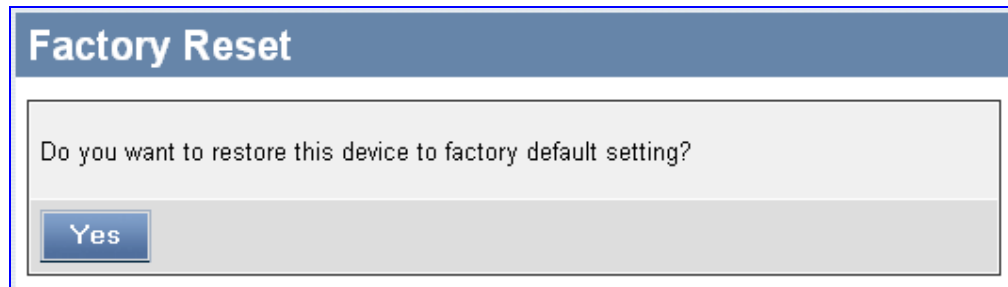 Factory Reset
Do you want to restore this device to factory default setting?
Yes